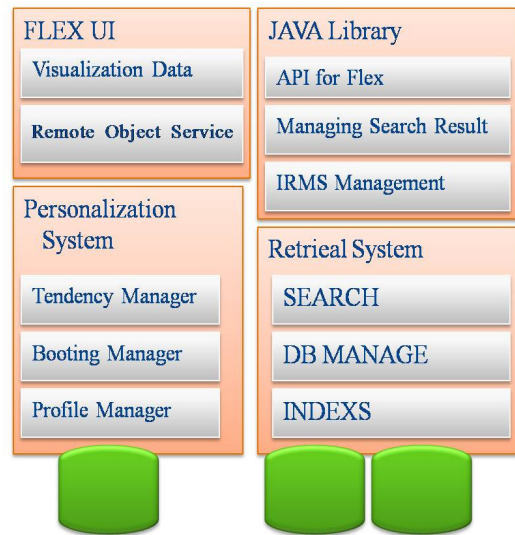 FLEX UI
Visualization Data
Remote Object Service
JAVA Library
API for Flex
Managing Search Result
IRMS Management
Personalization
System
Tendency Manager
Booting Manager
Profile Manager
Retrieal System
SEARCH
DB MANAGE
INDEXS